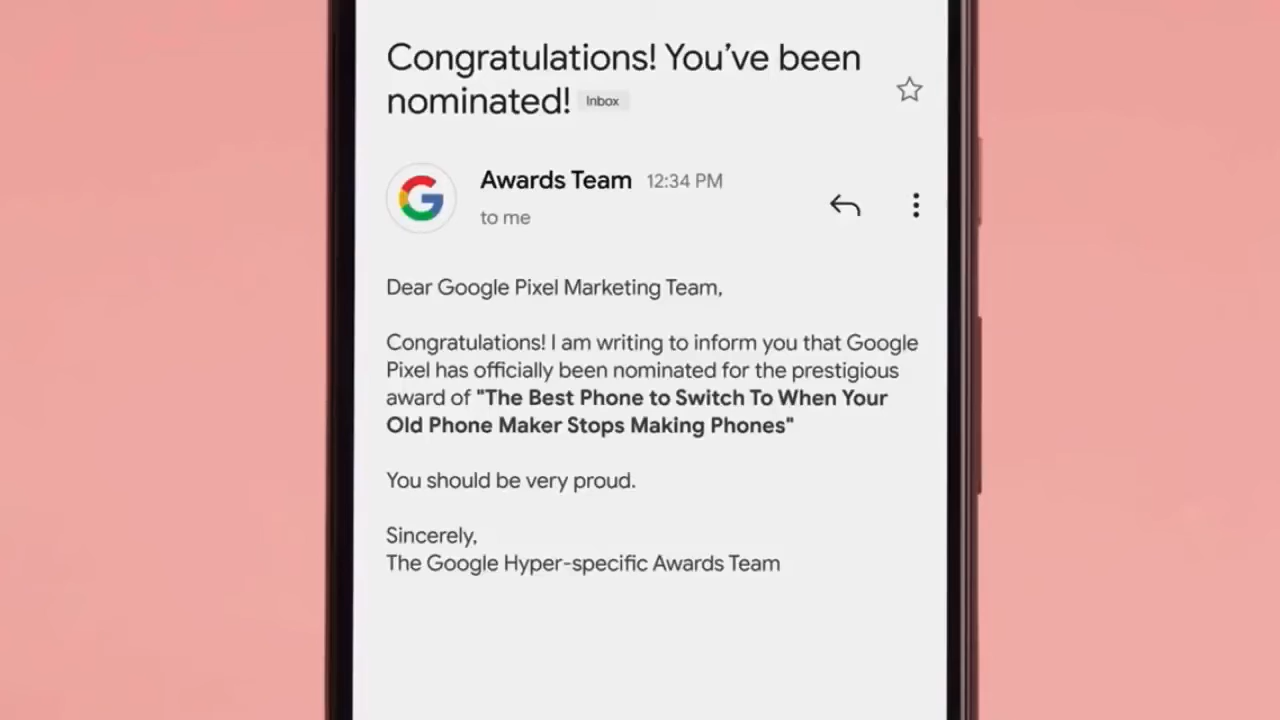 Congratulations! You’ve been
nominated! Inbox
Awards Team 12:34 PM
to me
Dear Google Pixel Marketing Team,
Congratulations! I am writing to inform you that Google
Pixel has officially been nominated for the prestigious
award of "The Best Phone to Switch To When Your
Old Phone Maker Stops Making Phones"
You should be very proud.
Sincerely,
The Google Hyper-specific Awards Team